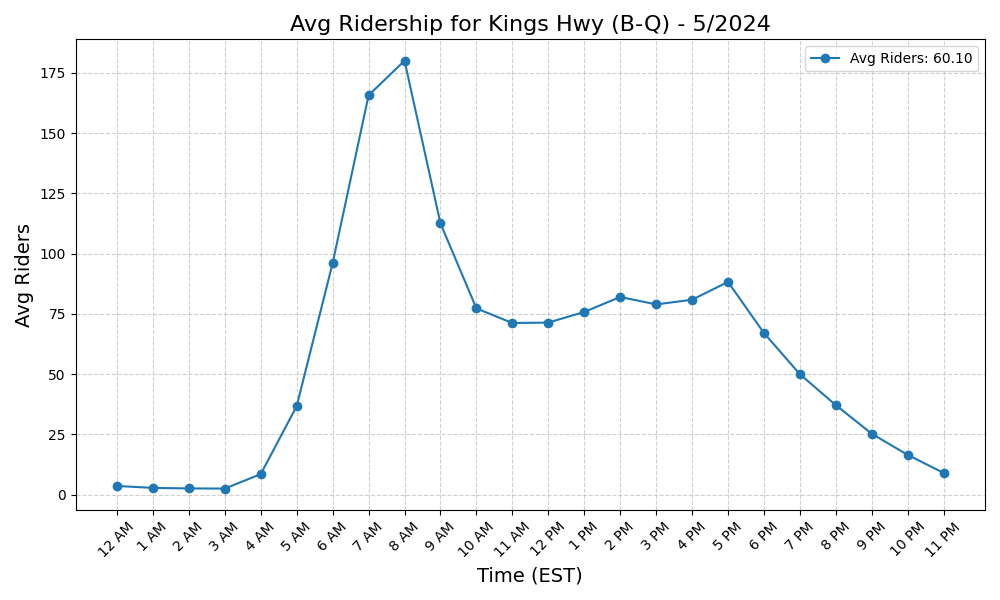 Avg Ridership for Kings Hwy (B-Q) - 5/2024
Avg Riders: 60.10
Avg Riders
175
150
125
100
75
50
25
0
12 AM
1 AM
2 AM
3 AM
4 AM
5 AM
6 AM
7 AM
8 AM
9 AM
10 AM
11 AM
12 PM
1 PM
2 PM
3 PM
4 PM
5 PM
6 PM
7 PM
8 PM
9 PM
10 PM
11 PM
Time (EST)